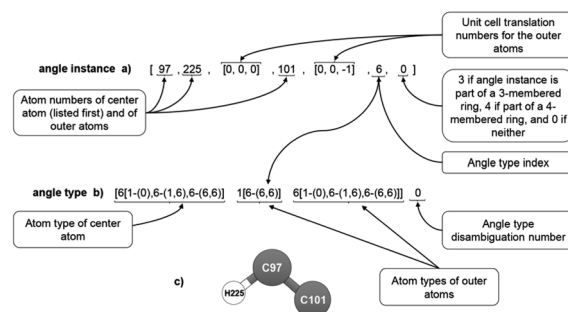 Unit cell translation
numbers for the outer
atoms
angle instance a) [ 97 ,225 , [0, 0, 0] ,101 , [0, 0, -1] ,6 , 0 ]
Atom numbers of center
atom (listed first) and of
outer atoms
3 if angle instance is
part of a 3-membered
ring, 4 if part of a 4-
membered ring, and 0 if
neither
Angle type index
angle type b) [6[1-(0),6-(1,6),6-(6,6)] 1[6-(6,6)] 6[1-(0),6-(1,6),6-(6,6)]] 0
Atom type of center
atom
Angle type
disambiguation number
c)
C97
H225
C101
Atom types of outer
atoms